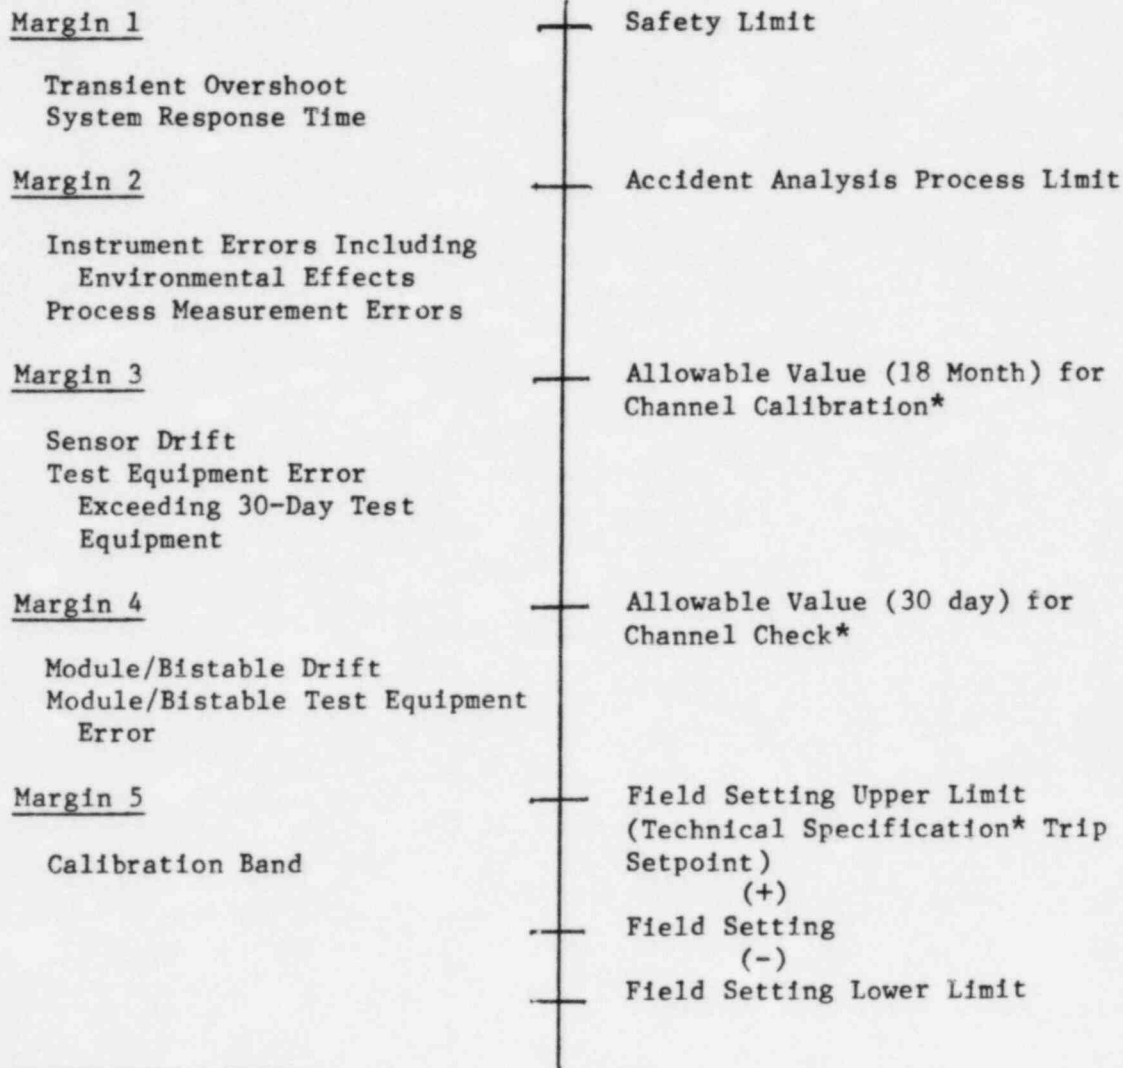 Margin 1
Safety Limit
Transient Overshoot
System Response Time
Margin 2
Accident Analysis Process Limit
Instrument Errors Including
Environmental Effects
Process Measurement Errors
Margin 3
Allowable Value (18 Month) for
Channel Calibration*
Sensor Drift
Test Equipment Error
Exceeding 30-Day Test
Equipment
Margin 4
Allowable Value (30 day) for
Channel Check*
Module/Bistable Drift
Module/Bistable Test Equipment
Error
Margin 5
Field Setting Upper Limit
(Technical Specification* Trip
Setpoint)
Calibration Band
(+)
Field Setting
(-)
Field Setting Lower Limit